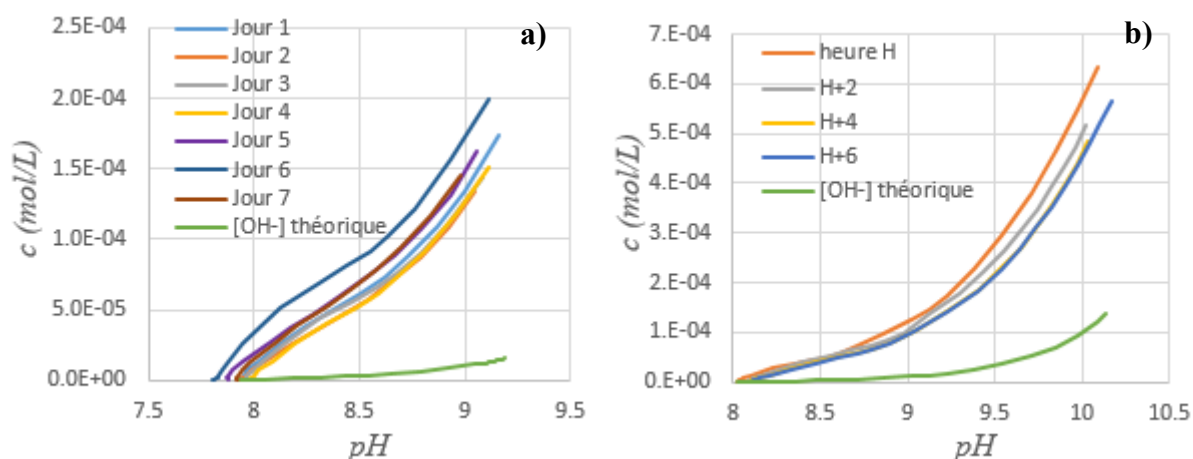 a)
2.5E-04
2.0E-04
1.5E-04
1.0E-04
5.0E-05
0.0E+00
c (mol/L)
Jour 1
Jour 2
Jour 3
Jour 4
Jour 5
Jour 6
Jour 7
[OH-] théorique
7.5 8 8.5 9 9.5
pH
b)
7.E-04
6.E-04
5.E-04
4.E-04
3.E-04
2.E-04
1.E-04
0.E+00
c (mol/L)
heure H
H+2
H+4
H+6
[OH-] théorique
8 8.5 9 9.5 10 10.5
pH